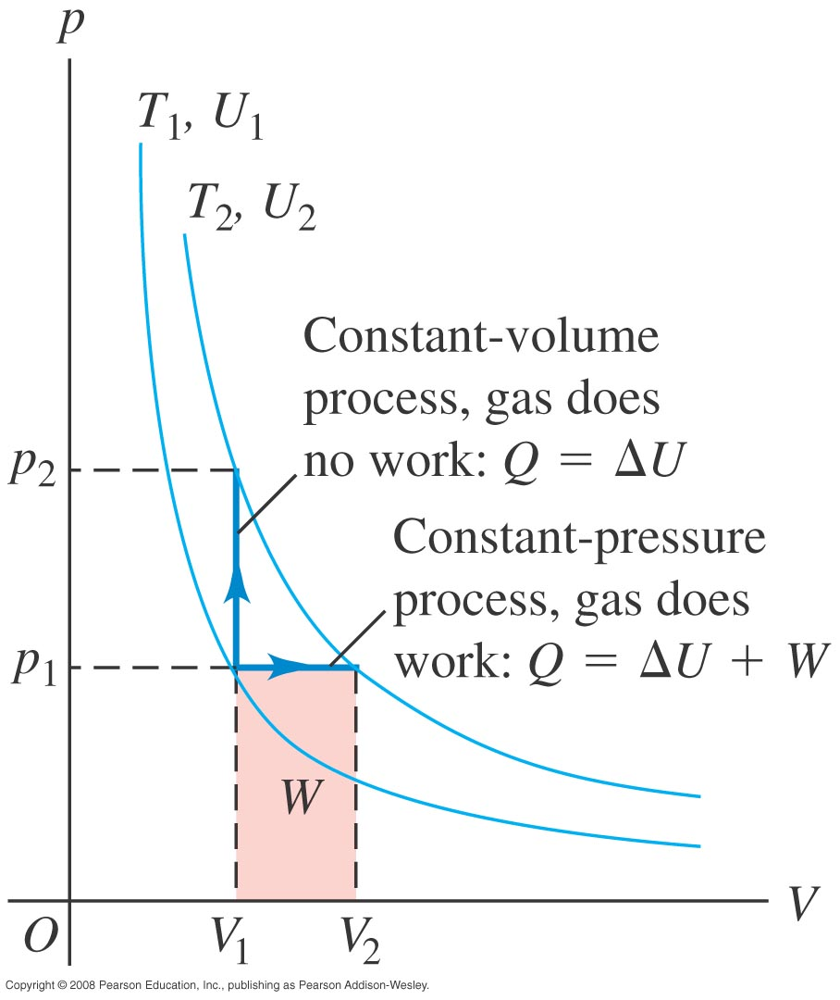 p
T₁, U₁
T₂, U₂
Constant-volume
process, gas does
no work: Q = ΔU
p₂
Constant-pressure
process, gas does
work: Q = ΔU + W
p₁
W
V
O
V₁
V₂
Copyright © 2008 Pearson Education, Inc., publishing as Pearson Addison-Wesley.